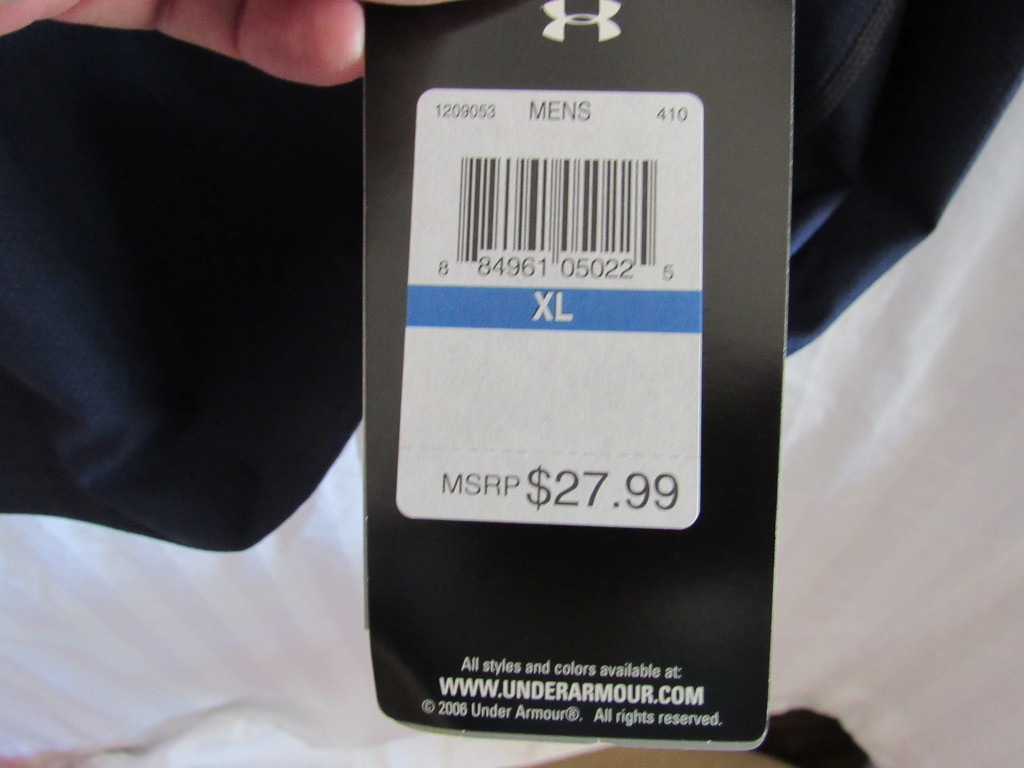 1209053 MENS 410
8 84961 05022 5
XL
MSRP $27.99
All styles and colors available at:
WWW.UNDERARMOUR.COM
© 2006 Under Armour®. All rights reserved.